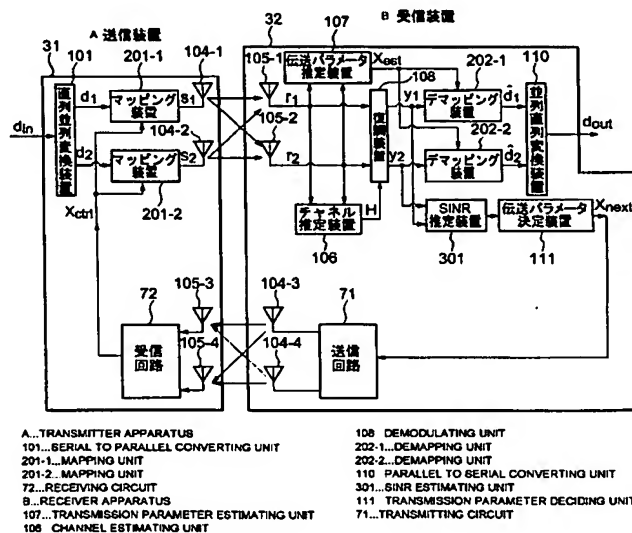 A 送信装置
31
101
201-1
104-1
d1
マッピング装置
S1
din
直列並列変換装置
104-2
d2
マッピング装置
S2
201-2
Xctrl
72
105-3
受信回路
105-4
B 受信装置
32
107
伝送パラメータ推定装置
Xest
105-1
108
202-1
110
r1
y1
デマッピング装置
d̂1
105-2
復調装置
202-2
並列直列変換装置
dout
r2
y2
デマッピング装置
d̂2
チャネル推定装置
H
106
SINR推定装置
301
伝送パラメータ決定装置
111
Xnext
104-3
71
104-4
送信回路
A...TRANSMITTER APPARATUS
101...SERIAL TO PARALLEL CONVERTING UNIT
201-1...MAPPING UNIT
201-2...MAPPING UNIT
72...RECEIVING CIRCUIT
B...RECEIVER APPARATUS
107...TRANSMISSION PARAMETER ESTIMATING UNIT
106 CHANNEL ESTIMATING UNIT
108 DEMODULATING UNIT
202-1...DEMAPPING UNIT
202-2...DEMAPPING UNIT
110 PARALLEL TO SERIAL CONVERTING UNIT
301...SINR ESTIMATING UNIT
111 TRANSMISSION PARAMETER DECIDING UNIT
71...TRANSMITTING CIRCUIT